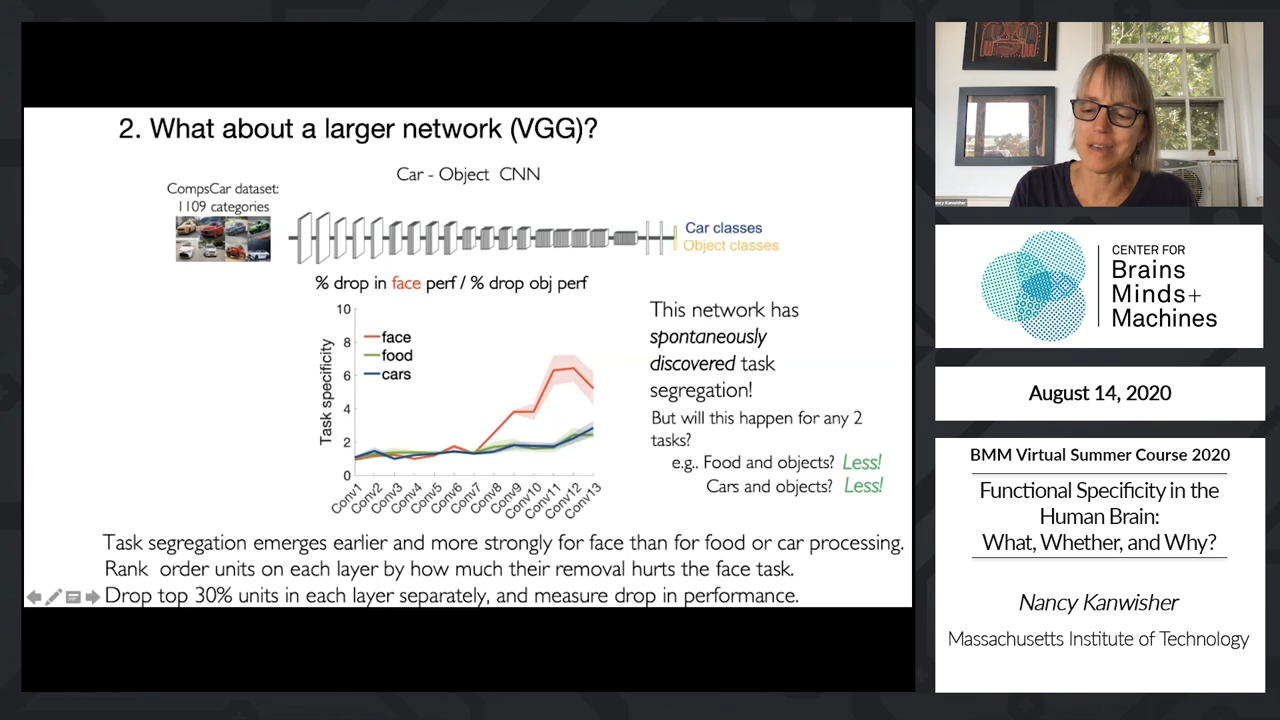 2. What about a larger network (VGG)?
Car - Object CNN
CompsCar dataset:
1109 categories
Car classes
Object classes
% drop in face perf / % drop obj perf
Task specificity
10
8
6
4
2
0
face
food
cars
Conv1
Conv2
Conv3
Conv4
Conv5
Conv6
Conv7
Conv8
Conv9
Conv10
Conv11
Conv12
Conv13
This network has
spontaneously
discovered task
segregation!
But will this happen for any 2
tasks?
e.g.. Food and objects? Less!
Cars and objects? Less!
Task segregation emerges earlier and more strongly for face than for food or car processing.
Rank order units on each layer by how much their removal hurts the face task.
Drop top 30% units in each layer separately, and measure drop in performance.
Kanwisher
CENTER FOR
Brains
Minds+
Machines
August 14, 2020
BMM Virtual Summer Course 2020
Functional Specificity in the
Human Brain:
What, Whether, and Why?
Nancy Kanwisher
Massachusetts Institute of Technology